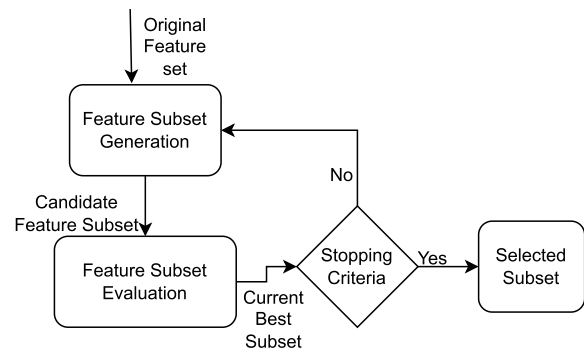 Original
Feature
set
Feature Subset
Generation
Candidate
Feature Subset
Feature Subset
Evaluation
Current
Best
Subset
Stopping
Criteria
No
Yes
Selected
Subset